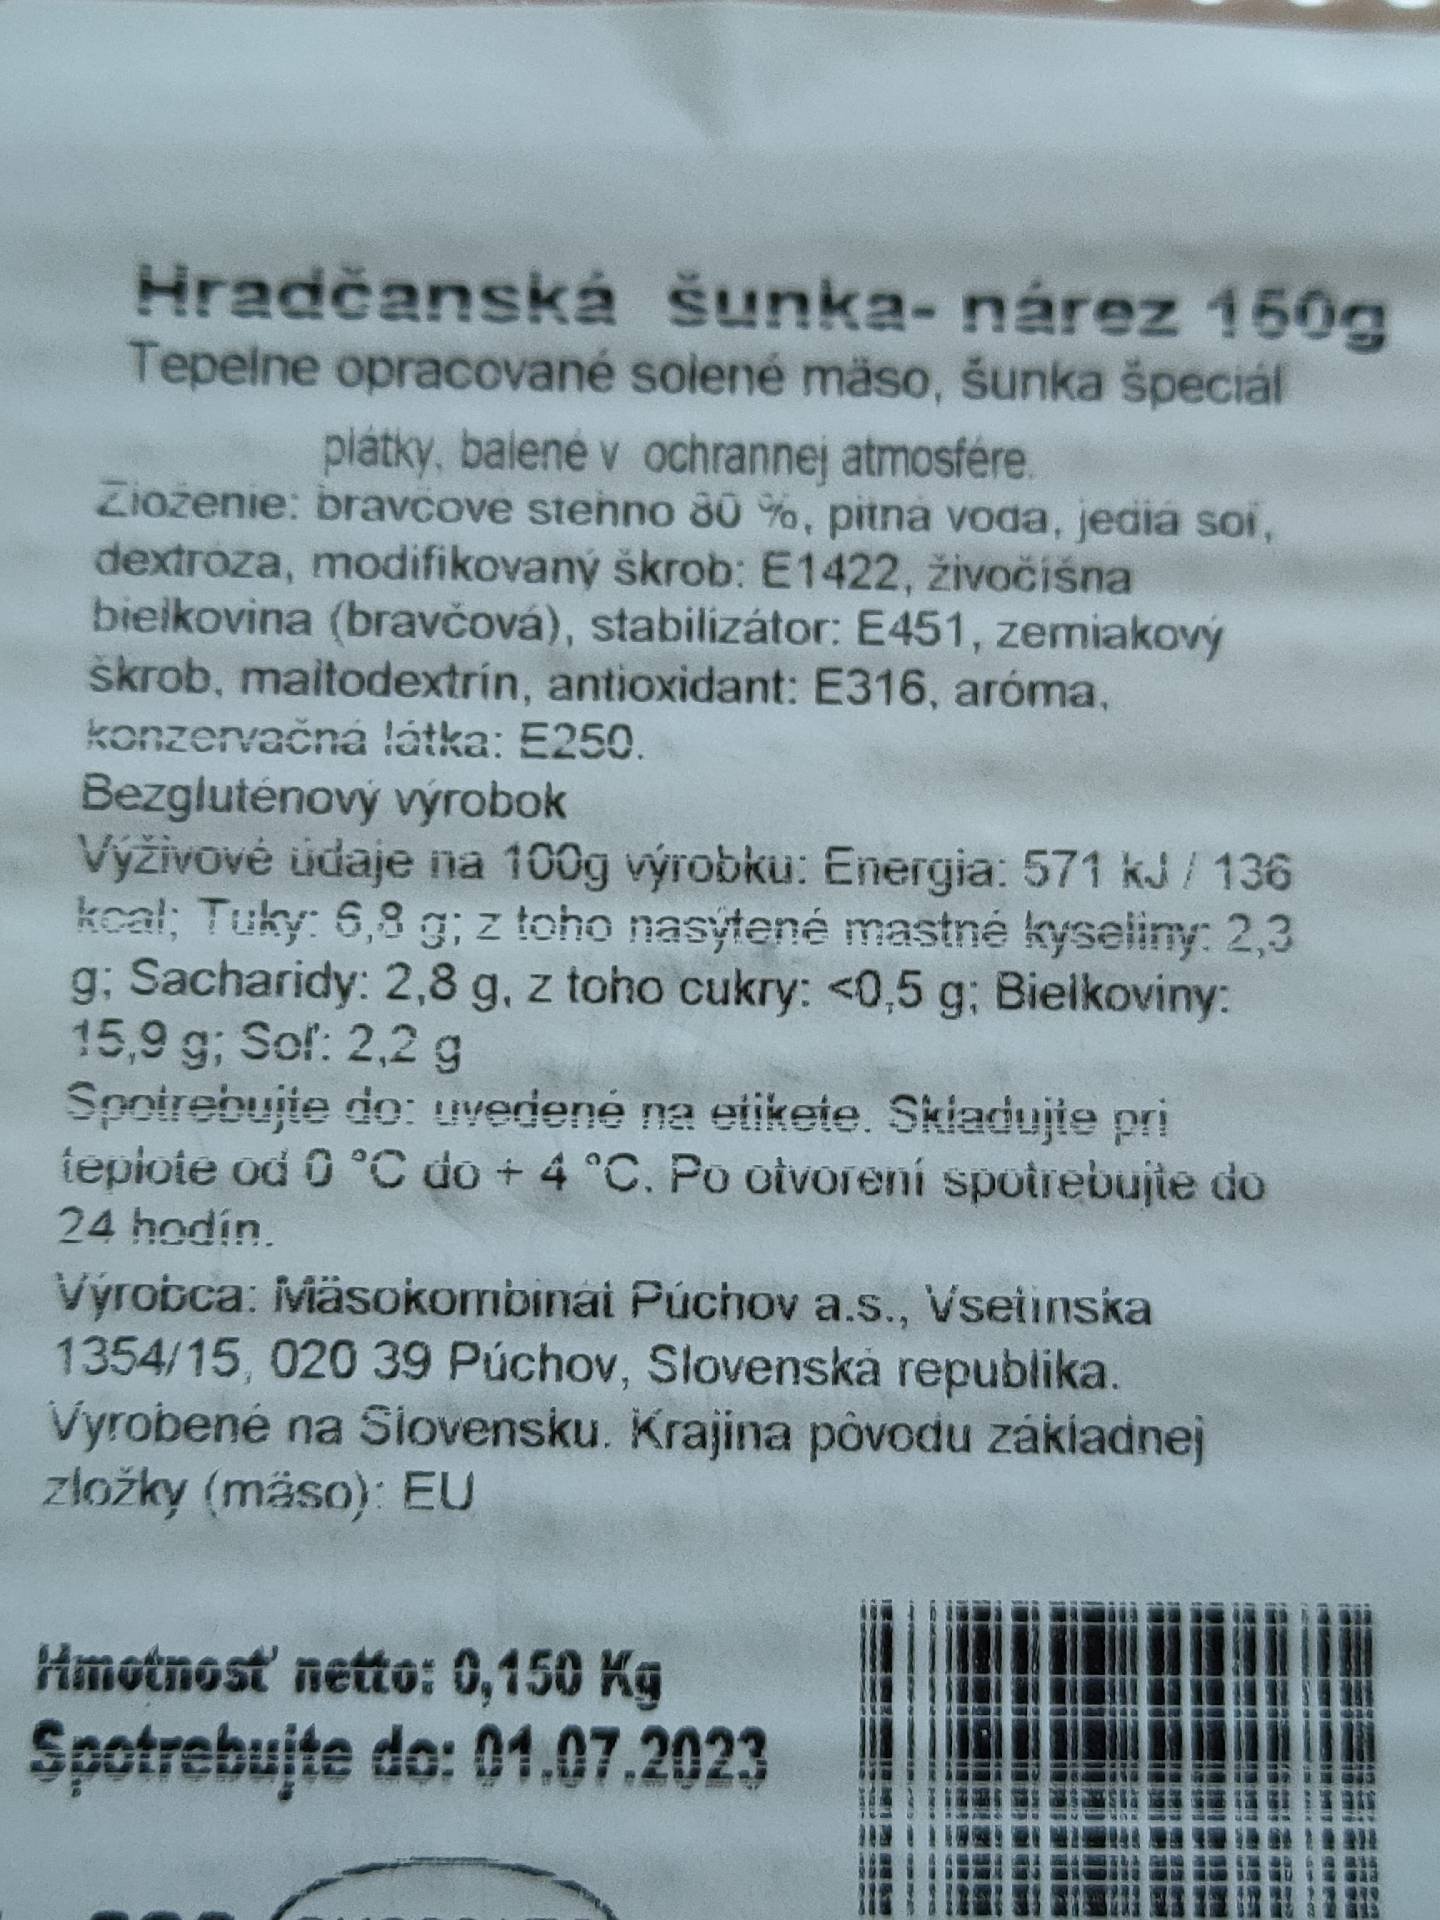 Hradčanská šunka- nárez 150g
Tepelne opracované solené mäso, šunka špeciál
plátky, balené v ochrannej atmosfére.
Zloženie: bravčové stehno 80 %, pitná voda, jedlá soľ,
dextróza, modifikovaný škrob: E1422, živočíšna
bielkovina (bravčová), stabilizátor: E451, zemiakový
škrob, maltodextrín, antioxidant: E316, aróma,
konzervačná látka: E250.
Bezgluténový výrobok
Výživové údaje na 100g výrobku: Energia: 571 kJ / 136
kcal; Tuky: 6,8 g; z toho nasýtené mastné kyseliny: 2,3
g; Sacharidy: 2,8 g, z toho cukry: <0,5 g; Bielkoviny:
15,9 g; Soľ: 2,2 g
Spotrebujte do: uvedené na etikete. Skladujte pri
teplote od 0 °C do + 4 °C. Po otvorení spotrebujte do
24 hodín.
Výrobca: Mäsokombinát Púchov a.s., Vsetínska
1354/15, 020 39 Púchov, Slovenská republika.
Vyrobené na Slovensku. Krajina pôvodu základnej
zložky (mäso): EU
Hmotnosť netto: 0,150 Kg
Spotrebujte do: 01.07.2023